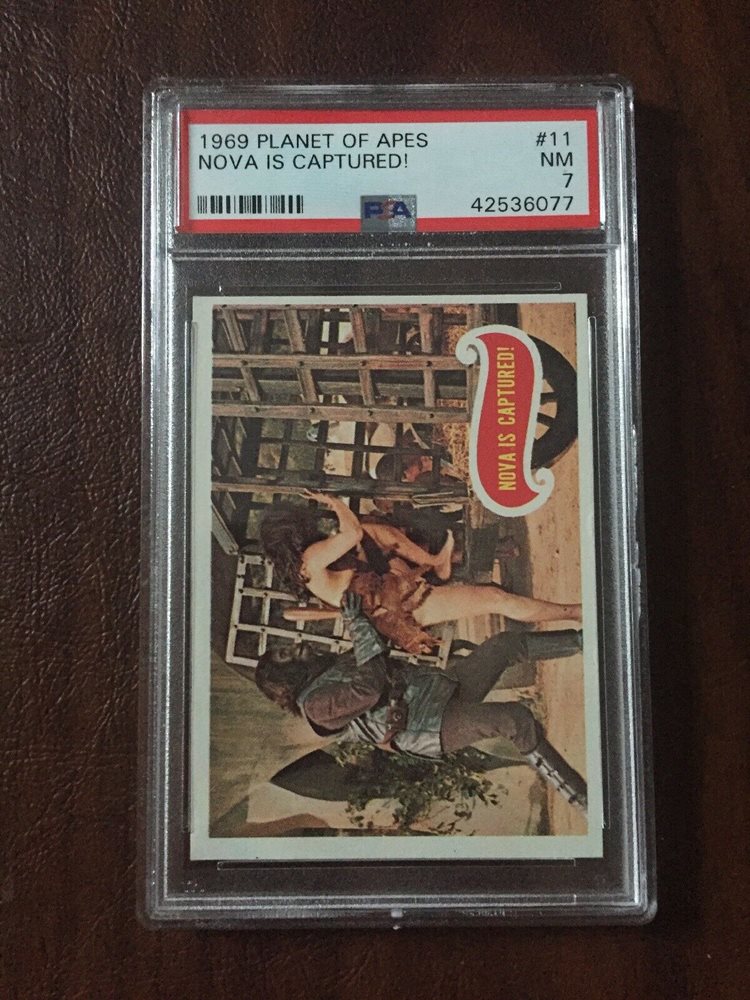 1969 PLANET OF APES #11
NOVA IS CAPTURED! NM
7
PSA 42536077
NOVA IS CAPTURED!